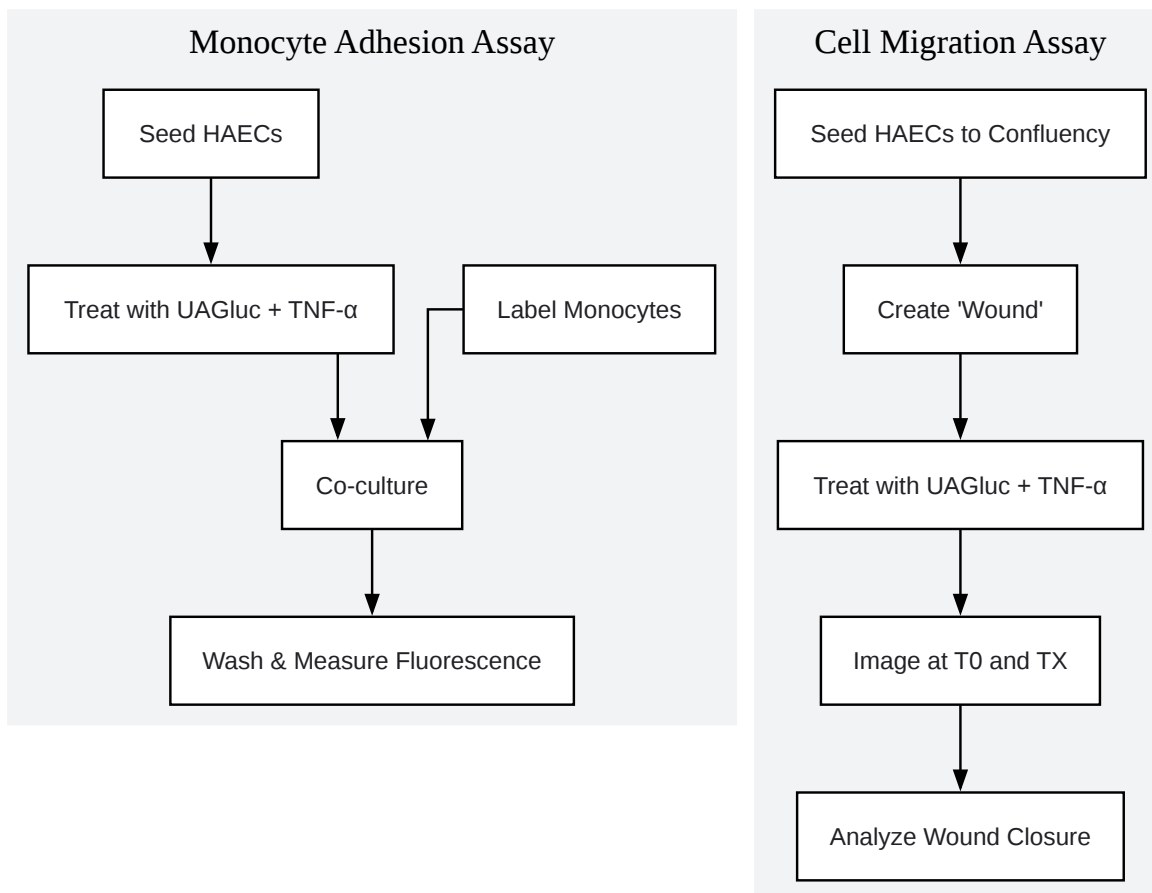 Monocyte Adhesion Assay
Seed HAECs
Treat with UAGluc + TNF-α
Label Monocytes
Co-culture
Wash & Measure Fluorescence
Cell Migration Assay
Seed HAECs to Confluency
Create 'Wound'
Treat with UAGluc + TNF-α
Image at T0 and TX
Analyze Wound Closure